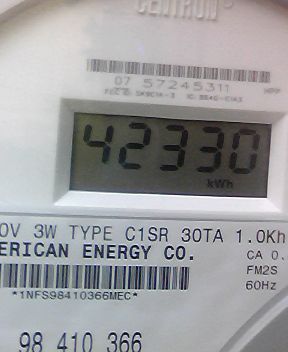 CENTRON
07 57245311
42330
kWh
0V 3W TYPE C1SR 30TA 1.0Kh
ERICAN ENERGY CO.
CA 0.
FM2S
60Hz
*1NFS98410366MEC*
98 410 366